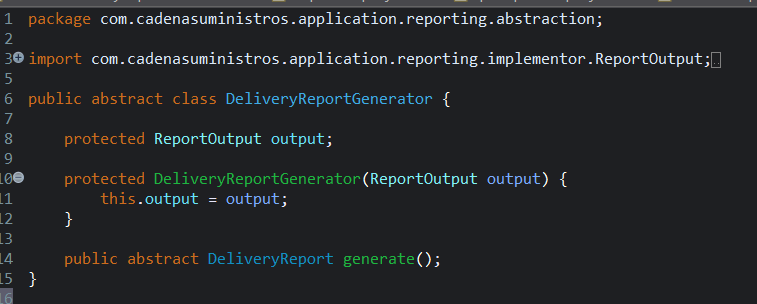 1 package com.cadenasuministros.application.reporting.abstraction;
2
3 import com.cadenasuministros.application.reporting.implementor.ReportOutput;
5
6 public abstract class DeliveryReportGenerator {
7
8     protected ReportOutput output;
9
10     protected DeliveryReportGenerator(ReportOutput output) {
11         this.output = output;
12     }
13
14     public abstract DeliveryReport generate();
15 }
16